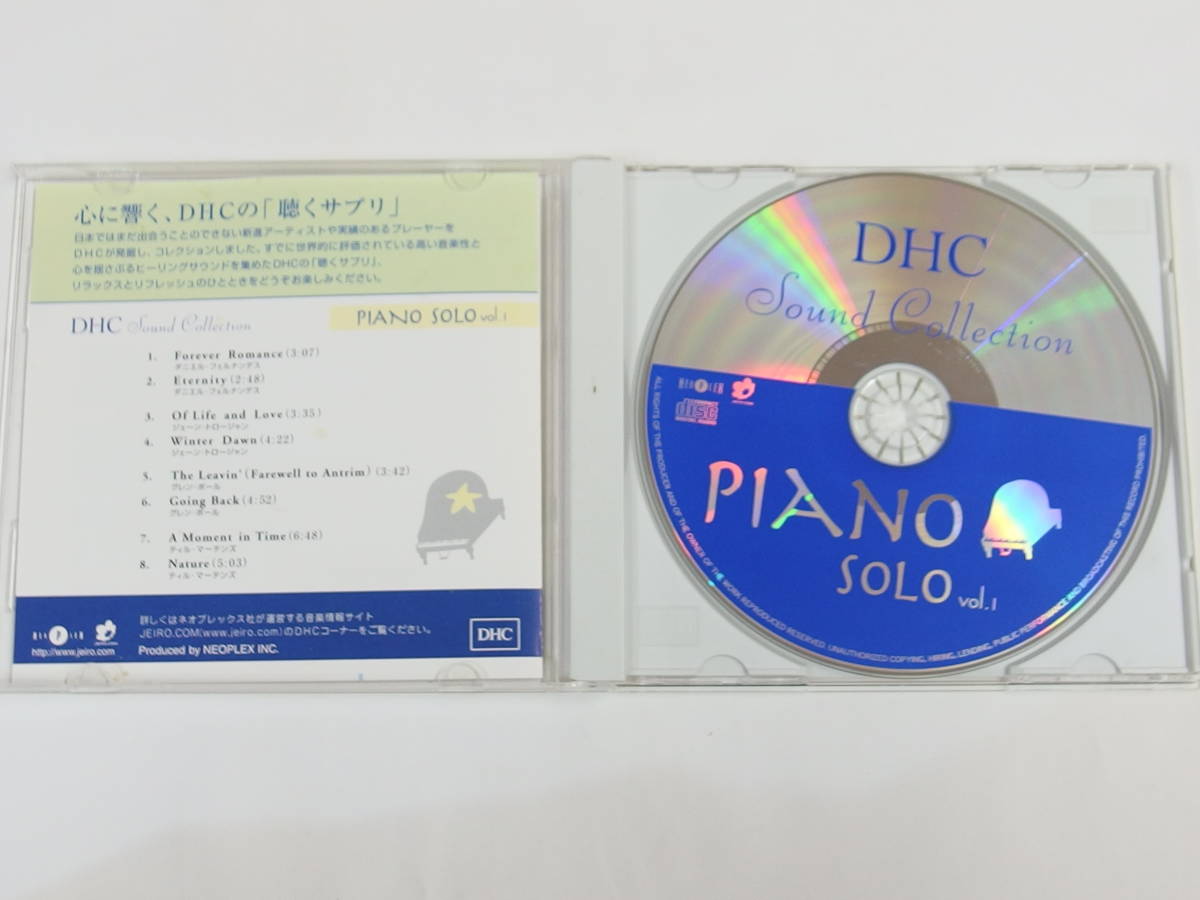 心に響く、DHCの「聴くサプリ」
日本ではまだ出会うことのできない新進アーティストや実績のあるプレーヤーを
DHCが発掘し、コレクションしました。すでに世界的に評価されている高い音楽性と
心を揺さぶるヒーリングサウンドを集めたDHCの「聴くサプリ」、
リラックスとリフレッシュのひとときをどうぞお楽しみください。
DHC Sound Collection
PIANO SOLO vol.1
1. Forever Romance (3:07)
ダニエル・フェルナンデス
2. Eternity (2:48)
ダニエル・フェルナンデス
3. Of Life and Love (3:35)
ジェーン・トロージャン
4. Winter Dawn (4:22)
ジェーン・トロージャン
5. The Leavin' (Farewell to Antrim) (3:42)
グレン・ポール
6. Going Back (4:52)
グレン・ポール
7. A Moment in Time (6:48)
ティル・マーテンズ
8. Nature (5:03)
ティル・マーテンズ
http://www.jeiro.com
詳しくはネオプレックス社が運営する音楽情報サイト
JEIRO.COM(www.jeiro.com)のDHCコーナーをご覧ください。
Produced by NEOPLEX INC.
DHC
DHC
Sound Collection
NEOPLEX
COMPACT disc DIGITAL AUDIO
PIANO
SOLO vol.1
ALL RIGHTS OF THE PRODUCER AND OF THE OWNER OF THE WORK REPRODUCED RESERVED. UNAUTHORIZED COPYING, HIRING, LENDING, PUBLIC PERFORMANCE AND BROADCASTING OF THIS RECORD PROHIBITED.